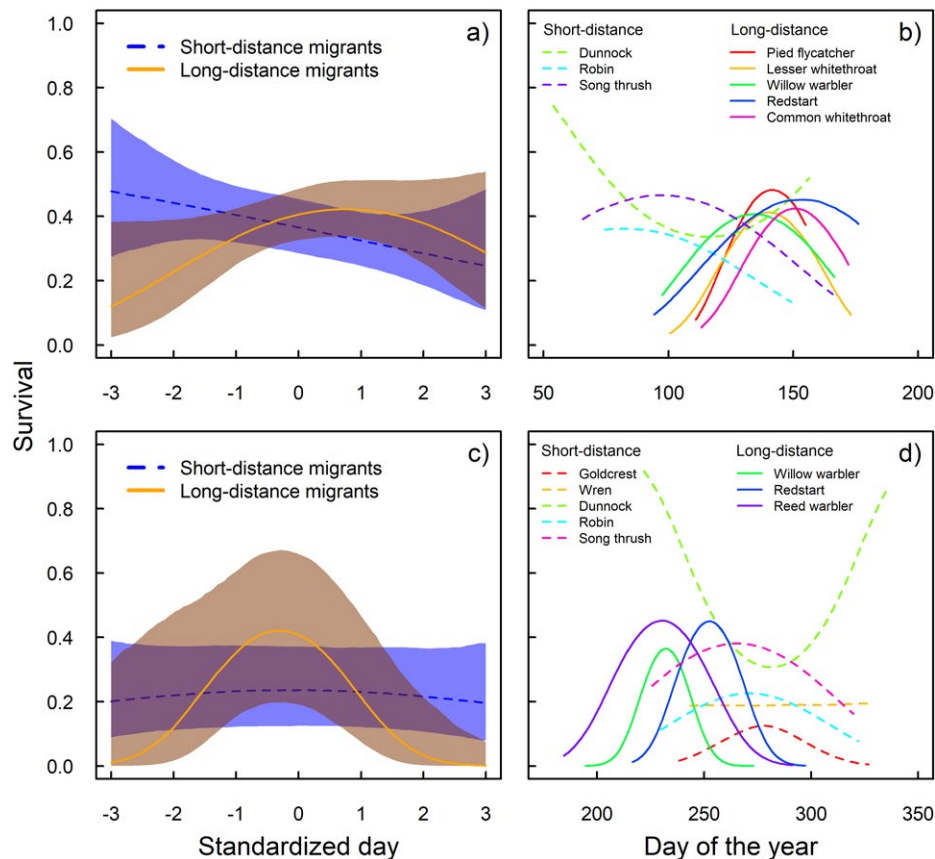 a)
Short-distance migrants
Long-distance migrants
1.0
0.8
0.6
0.4
0.2
0.0
-3 -2 -1 0 1 2 3
b)
Short-distance
Dunnock
Robin
Song thrush
Long-distance
Pied flycatcher
Lesser whitethroat
Willow warbler
Redstart
Common whitethroat
50 100 150 200
Survival
c)
Short-distance migrants
Long-distance migrants
1.0
0.8
0.6
0.4
0.2
0.0
-3 -2 -1 0 1 2 3
Standardized day
d)
Short-distance
Goldcrest
Wren
Dunnock
Robin
Song thrush
Long-distance
Willow warbler
Redstart
Reed warbler
200 250 300 350
Day of the year